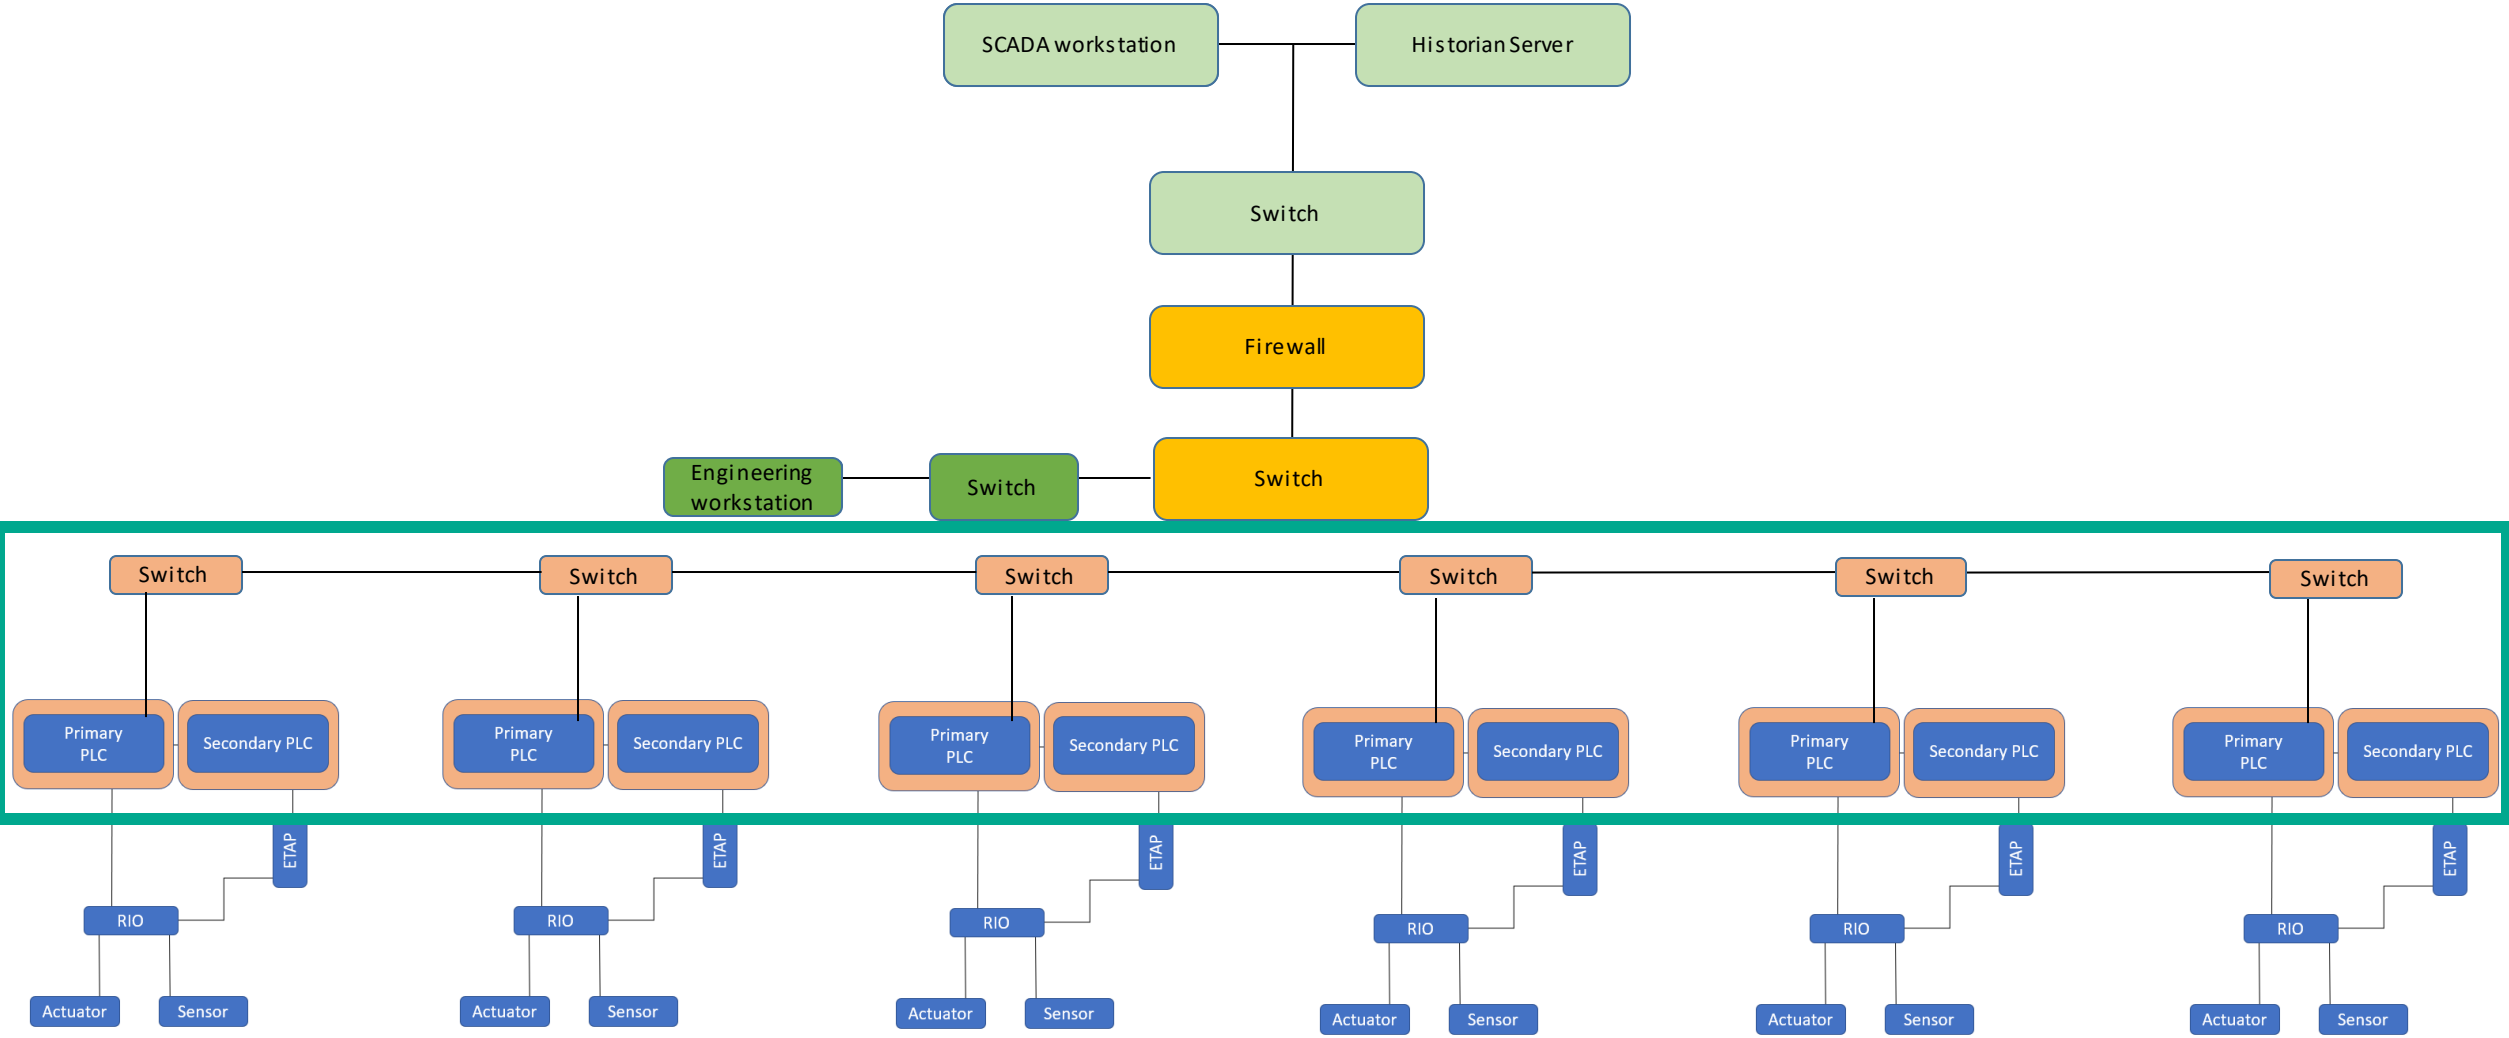 SCADA workstation
Historian Server
Switch
Firewall
Engineering
workstation
Switch
Switch
Switch
Switch
Switch
Switch
Switch
Switch
Primary
PLC
Secondary PLC
Primary
PLC
Secondary PLC
Primary
PLC
Secondary PLC
Primary
PLC
Secondary PLC
Primary
PLC
Secondary PLC
Primary
PLC
Secondary PLC
ETAP
ETAP
ETAP
ETAP
ETAP
ETAP
RIO
RIO
RIO
RIO
RIO
RIO
Actuator
Sensor
Actuator
Sensor
Actuator
Sensor
Actuator
Sensor
Actuator
Sensor
Actuator
Sensor